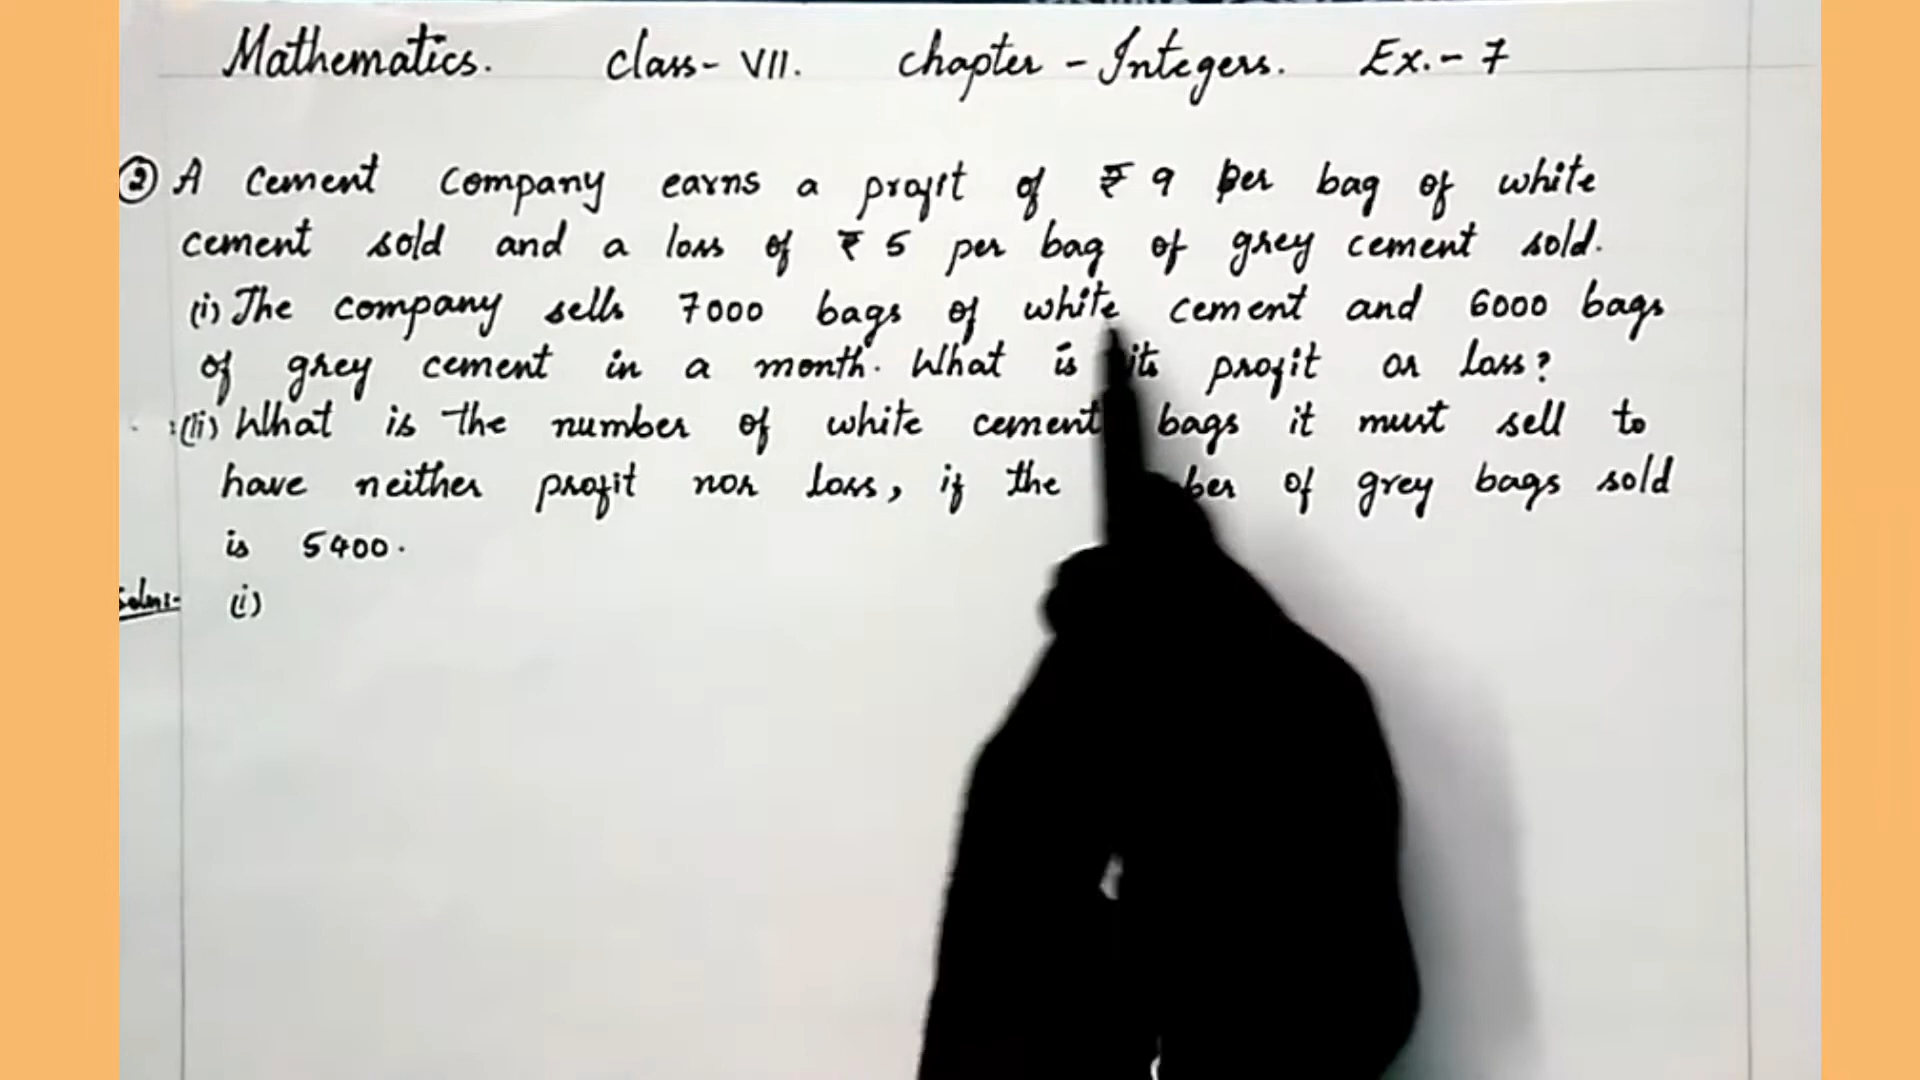 Mathematics. class- VII. chapter - Integers. Ex.- 7
② A cement company earns a profit of ₹ 9 per bag of white
cement sold and a loss of ₹ 5 per bag of grey cement sold.
(i) The company sells 7000 bags of white cement and 6000 bags
of grey cement in a month. What is its profit or loss?
(ii) What is the number of white cement bags it must sell to
have neither profit nor loss, if the ber of grey bags sold
is 5400.
Soln:- (i)